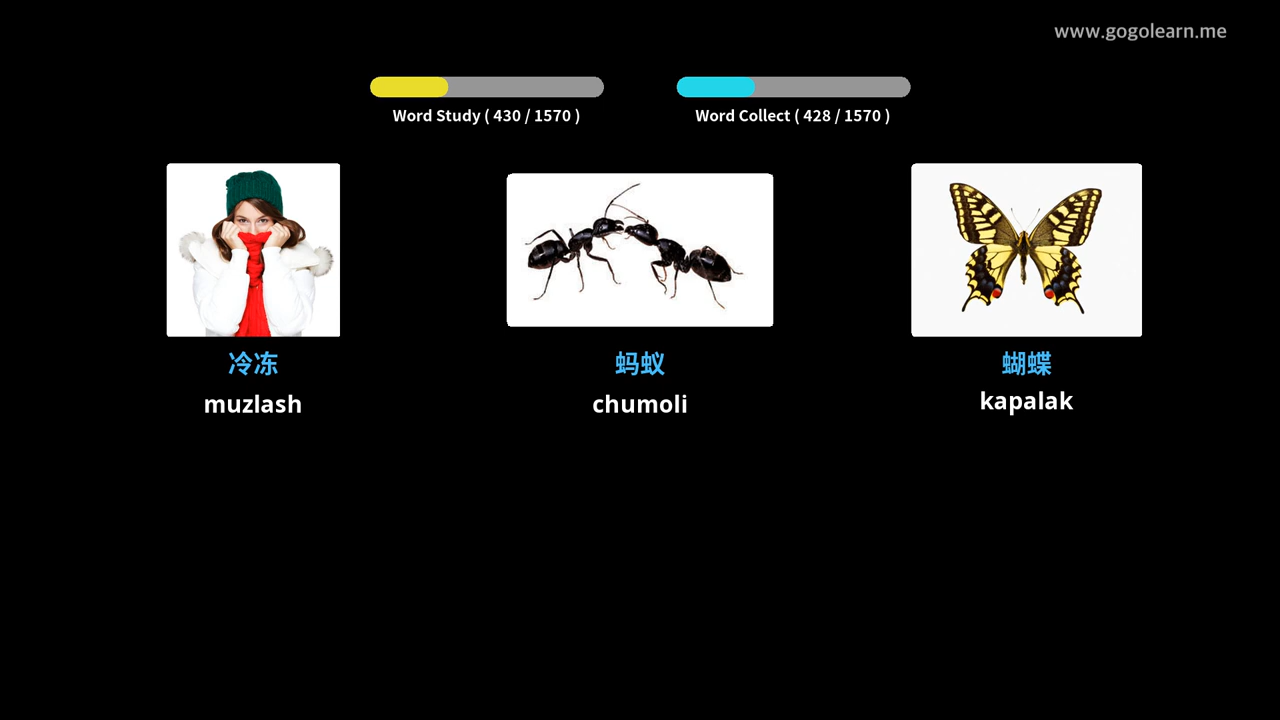 www.gogolearn.me
Word Study ( 430 / 1570 )
Word Collect ( 428 / 1570 )
冷冻
蚂蚁
蝴蝶
muzlash
chumoli
kapalak